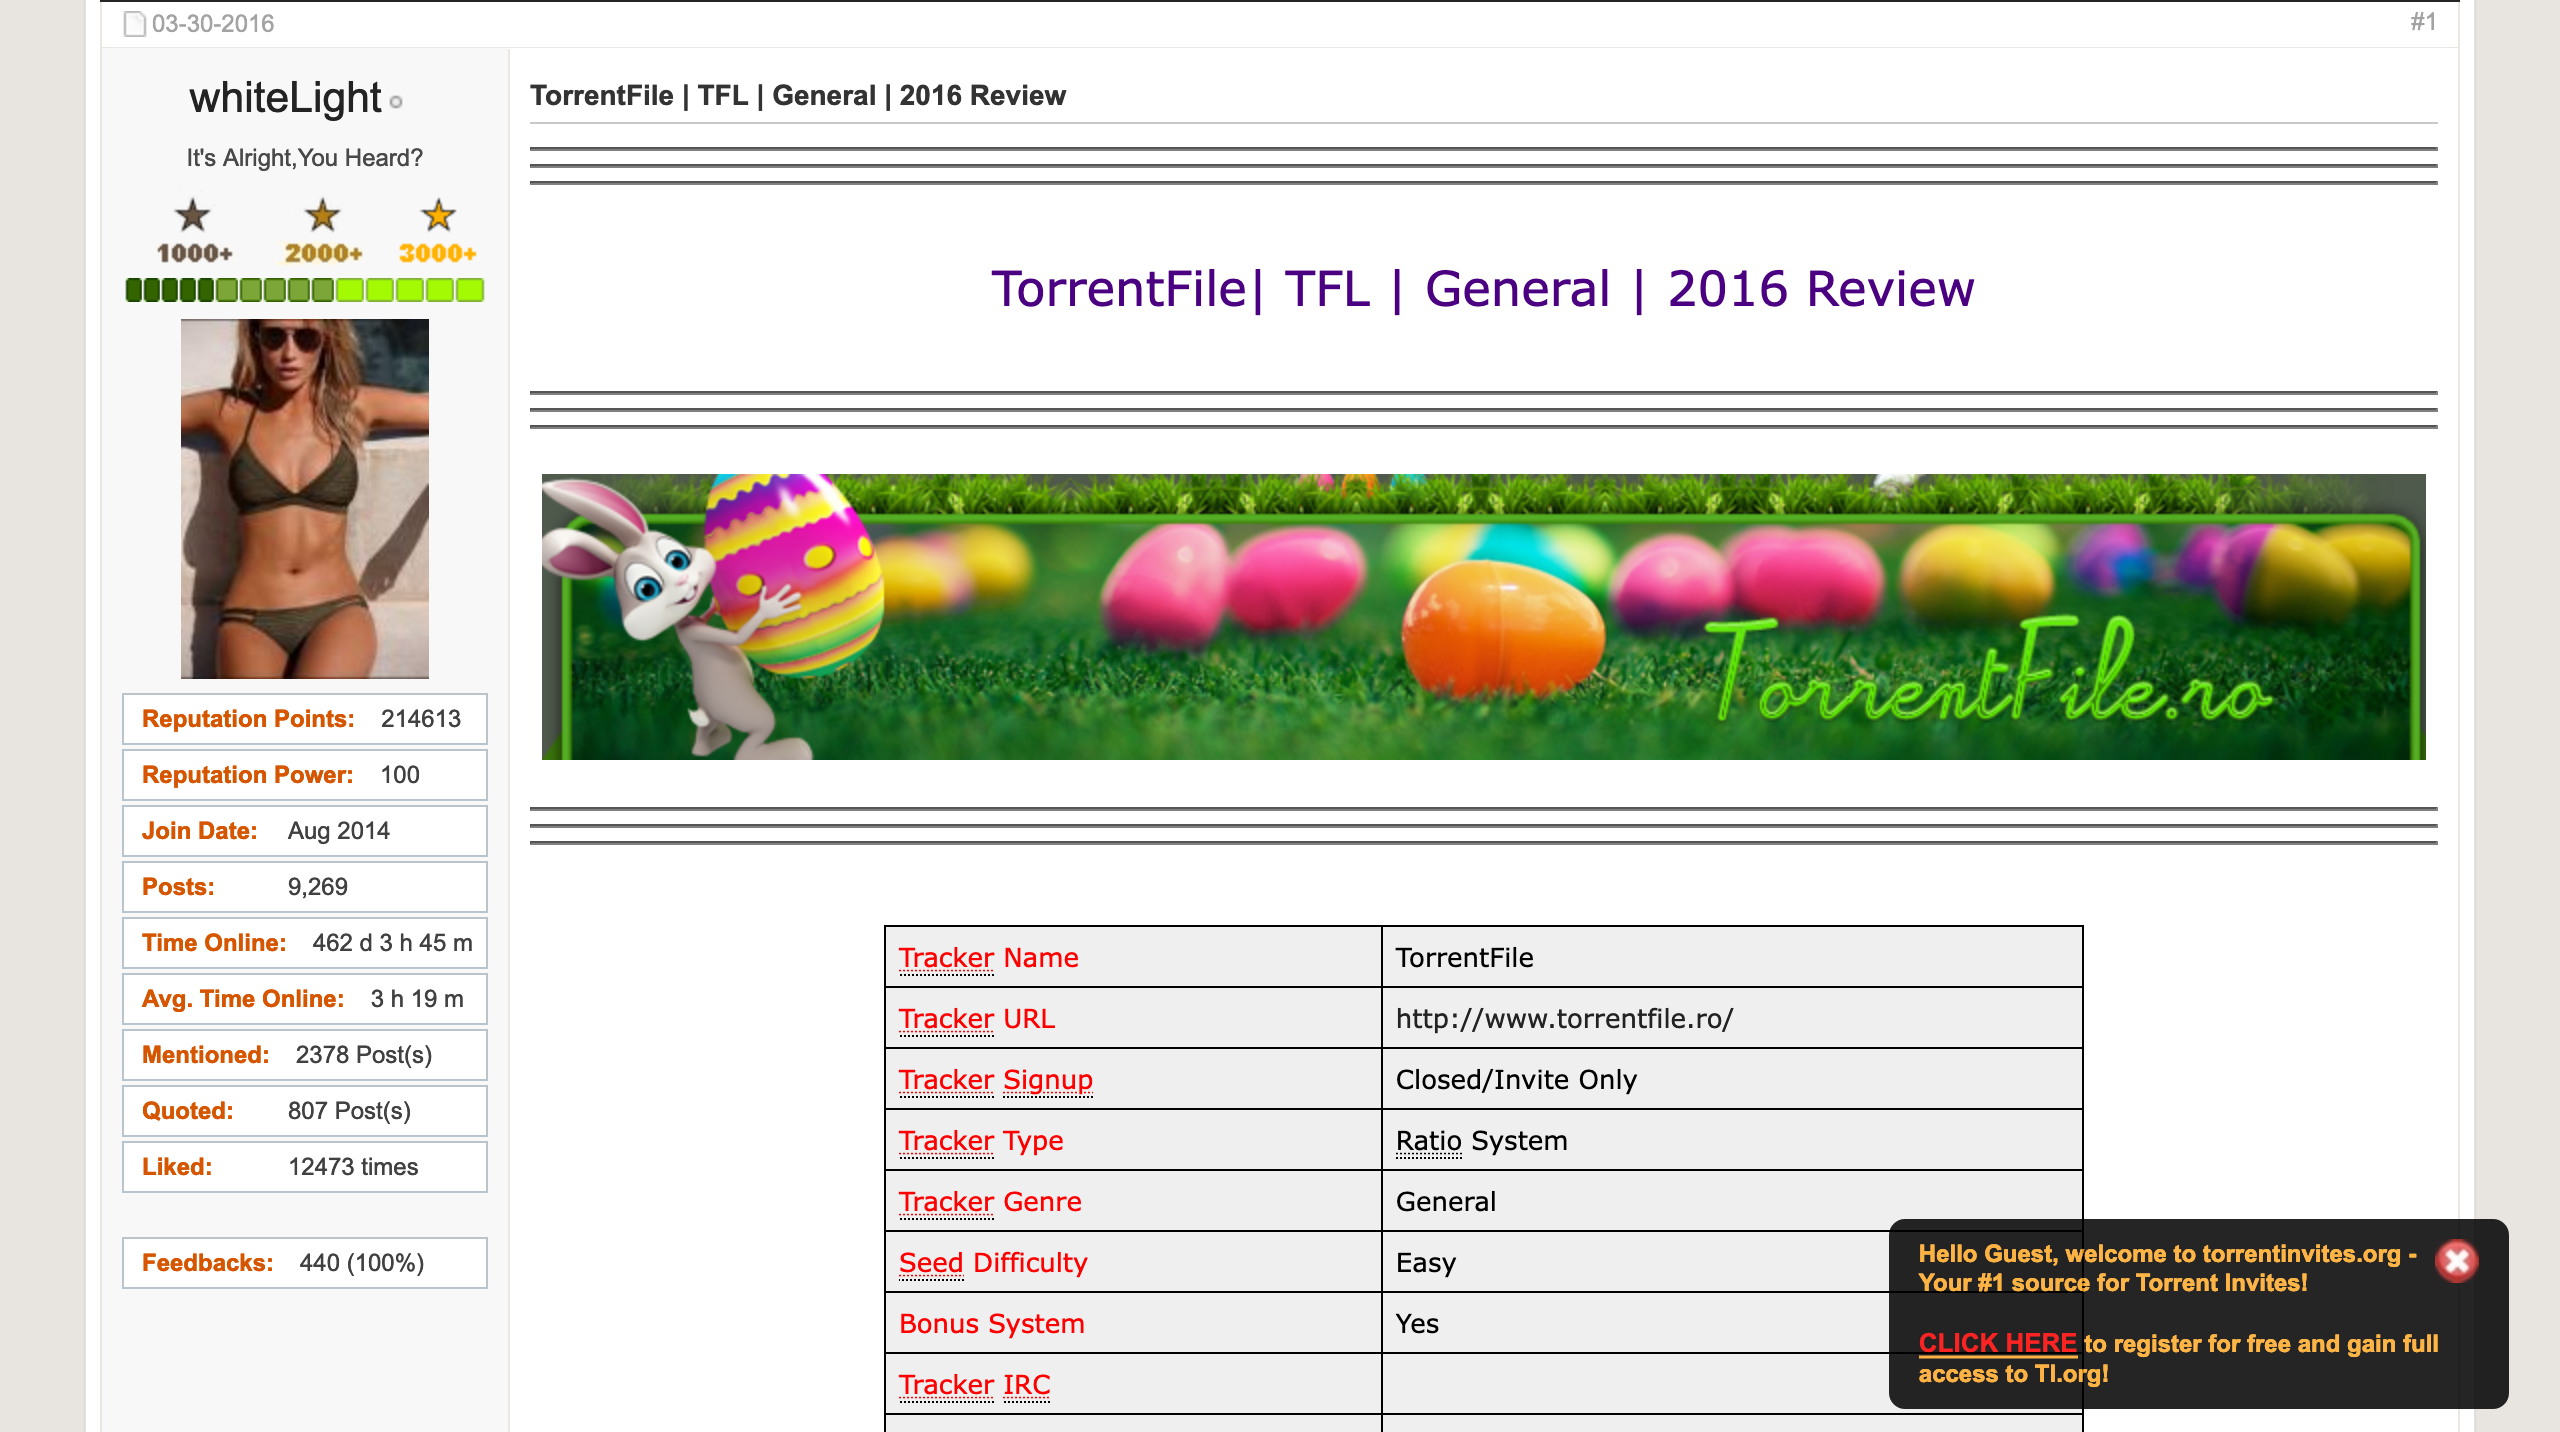 03-30-2016
#1
whiteLight
It's Alright,You Heard?
1000+ 2000+ 3000+
Reputation Points: 214613
Reputation Power: 100
Join Date: Aug 2014
Posts: 9,269
Time Online: 462 d 3 h 45 m
Avg. Time Online: 3 h 19 m
Mentioned: 2378 Post(s)
Quoted: 807 Post(s)
Liked: 12473 times
Feedbacks: 440 (100%)
TorrentFile | TFL | General | 2016 Review
TorrentFile| TFL | General | 2016 Review
TorrentFile.ro
Tracker Name TorrentFile
Tracker URL http://www.torrentfile.ro/
Tracker Signup Closed/Invite Only
Tracker Type Ratio System
Tracker Genre General
Seed Difficulty Easy
Bonus System Yes
Tracker IRC
Hello Guest, welcome to torrentinvites.org -
Your #1 source for Torrent Invites!
CLICK HERE to register for free and gain full
access to TI.org!